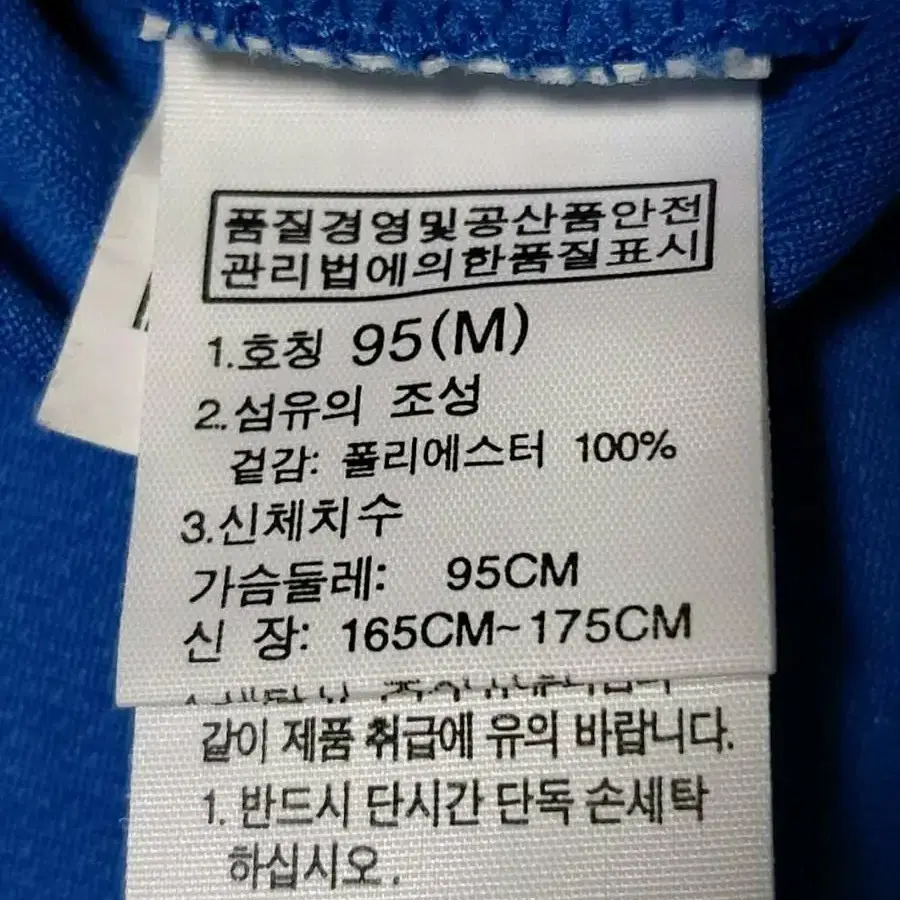 품질경영및공산품안전
관리법에의한품질표시
1.호칭 95(M)
2.섬유의 조성
겉감: 폴리에스터 100%
3.신체치수
가슴둘레: 95CM
신 장: 165CM~175CM
같이 제품 취급에 유의 바랍니다.
1. 반드시 단시간 단독 손세탁
하십시오.